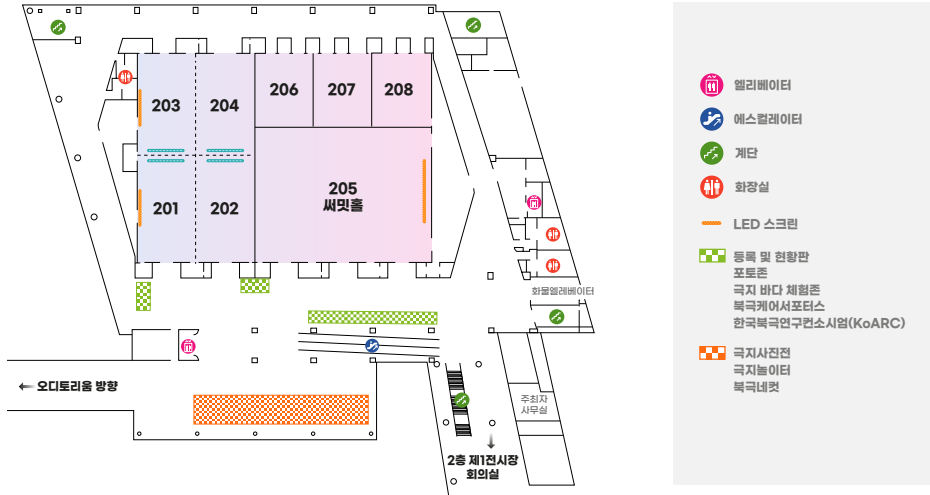 203
204
206
207
208
201
202
205
써밋홀
화물엘레베이터
← 오디토리움 방향
주최자
사무실
2층 제1전시장
회의실
엘리베이터
에스컬레이터
계단
화장실
LED 스크린
등록 및 현황판
포토존
극지 바다 체험존
북극케어서포터스
한국북극연구컨소시엄(KoARC)
극지사진전
극지놀이터
북극네컷